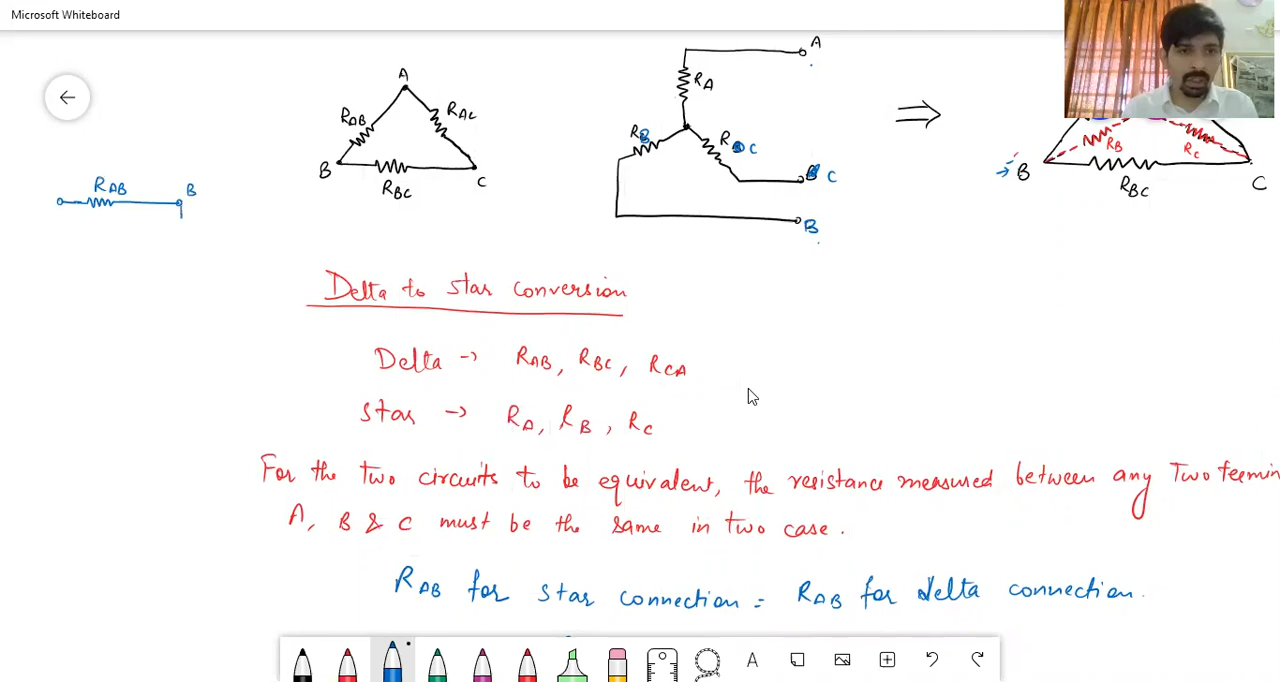 Microsoft Whiteboard
A
RAB
RAC
B
C
RBC
RAB
B
A
RA
RB
RC
C
B
B
RB
RC
RBC
C
Delta to star conversion
Delta → RAB, RBC, RCA
Star → RA, RB, RC
For the two circuits to be equivalent, the resistance measured between any Two termin
A, B & C must be the same in two case.
RAB for star connection = RAB for delta connection.
A